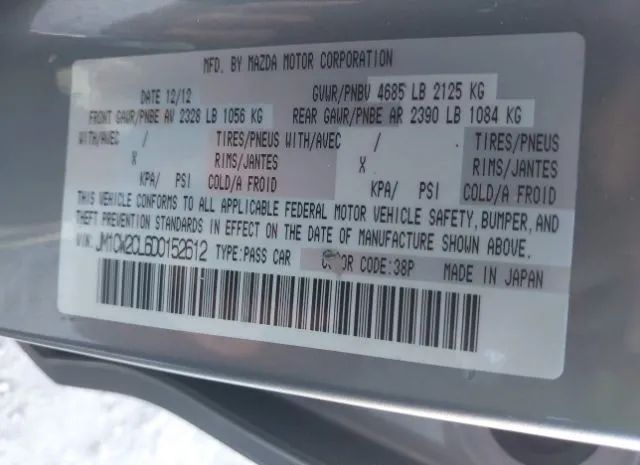 MFD. BY MAZDA MOTOR CORPORATION
DATE 12/12 GVWR/PNBV 4685 LB 2125 KG
FRONT GAWR/PNBE AV 2328 LB 1056 KG REAR GAWR/PNBE AR 2390 LB 1084 KG
WITH/AVEC / TIRES/PNEUS WITH/AVEC / TIRES/PNEUS
X RIMS/JANTES X RIMS/JANTES
KPA/ PSI COLD/A FROID KPA/ PSI COLD/A FROID
THIS VEHICLE CONFORMS TO ALL APPLICABLE FEDERAL MOTOR VEHICLE SAFETY, BUMPER, AND
THEFT PREVENTION STANDARDS IN EFFECT ON THE DATE OF MANUFACTURE SHOWN ABOVE.
VIN: JM1CW2CL6D0152612 TYPE:PASS CAR COLOR CODE:38P MADE IN JAPAN